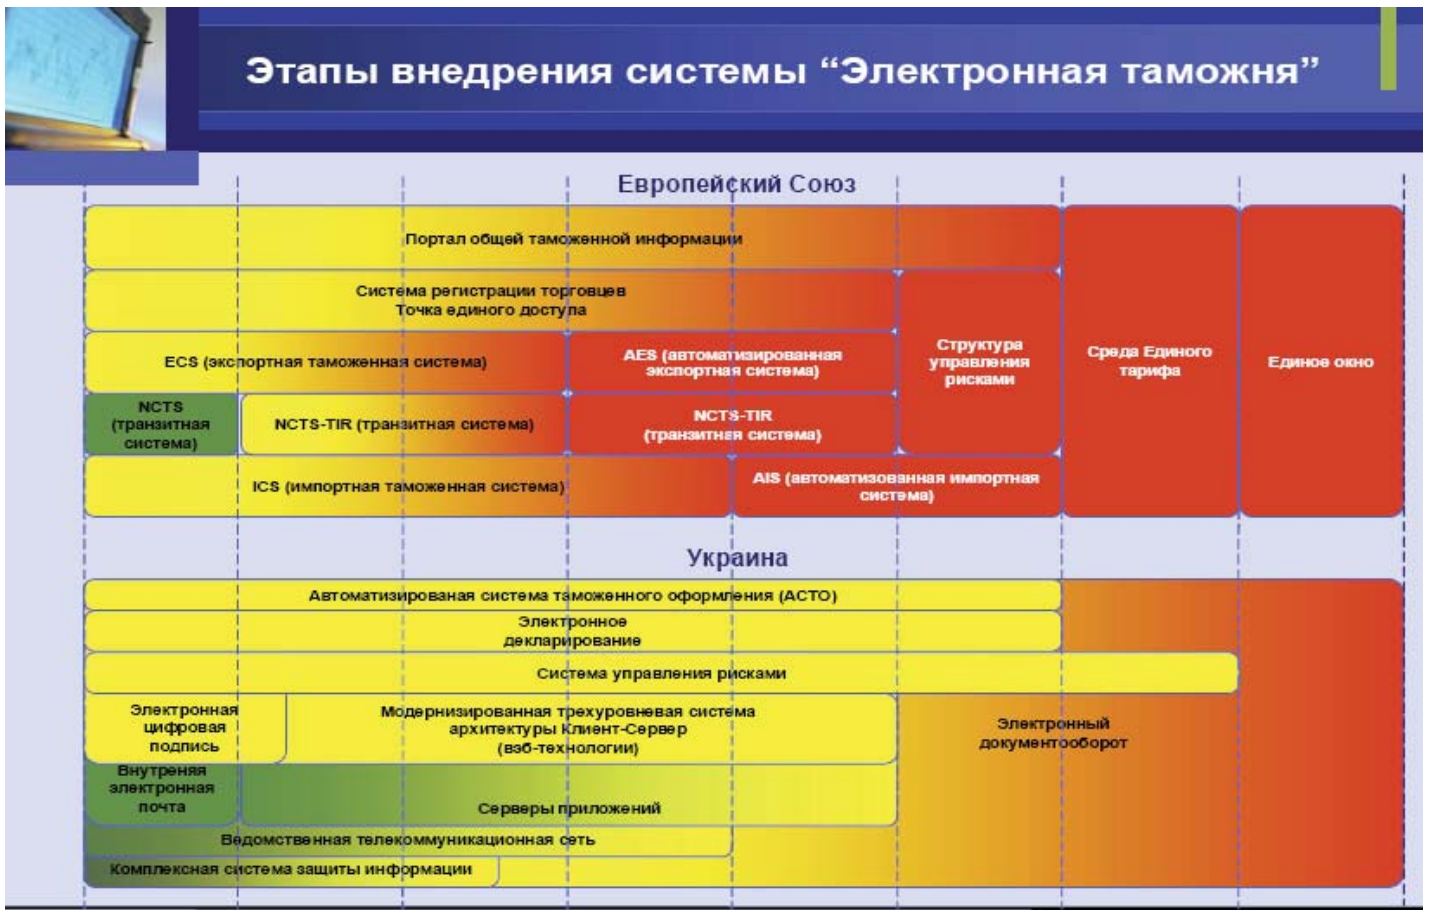 Этапы внедрения системы “Электронная таможня”
Европейский Союз
Портал общей таможенной информации
Система регистрации торговцев
Точка единого доступа
ECS (экспортная таможенная система)
AES (автоматизированная
экспортная система)
Структура
управления
рисками
Среда Единого
тарифа
Единое окно
NCTS
(транзитная
система)
NCTS-TIR (транзитная система)
NCTS-TIR
(транзитная система)
ICS (импортная таможенная система)
AIS (автоматизованная импортная
система)
Украина
Автоматизированая система таможенного оформления (АСТО)
Электронное
декларирование
Система управления рисками
Электронная
цифровая
подпись
Модернизированная трехуровневая система
архитектуры Клиент-Сервер
(вэб-технологии)
Электронный
документооборот
Внутреняя
электронная
почта
Серверы приложений
Ведомственная телекоммуникационная сеть
Комплексная система защиты информации